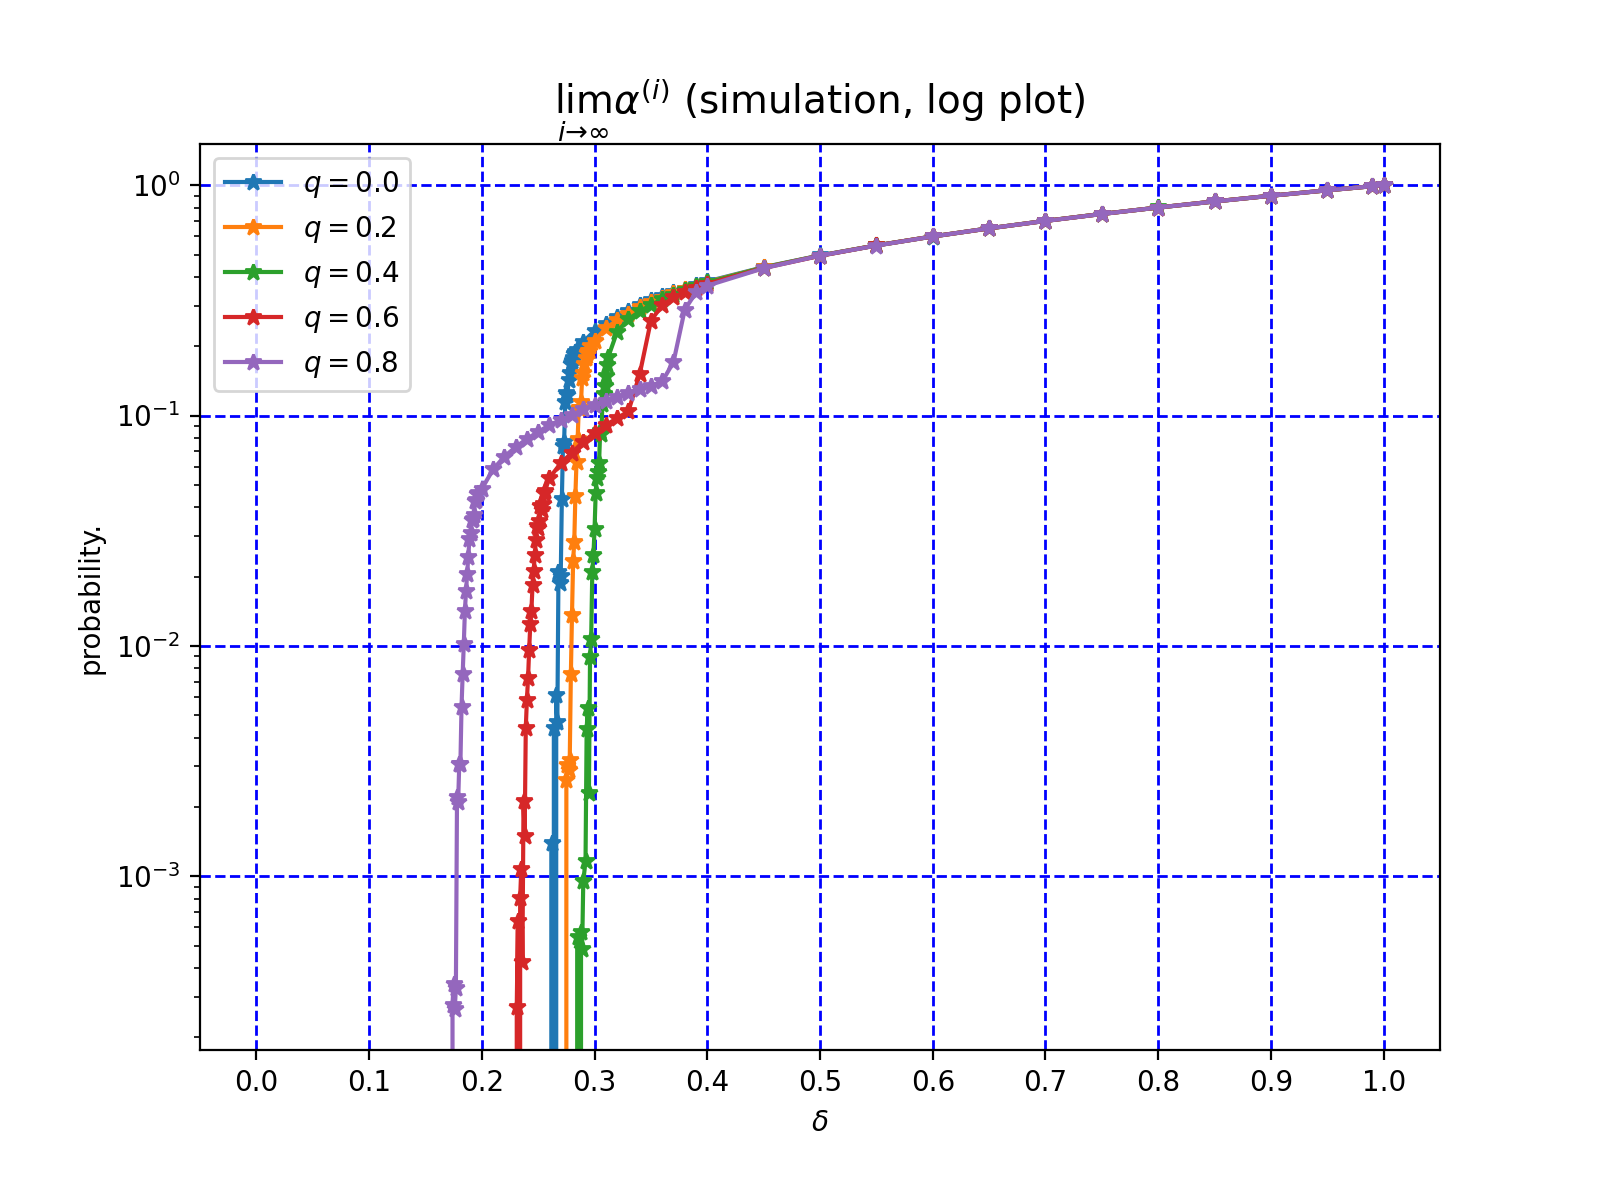 lim α⁽ⁱ⁾ (simulation, log plot)
i→∞
q = 0.0
q = 0.2
q = 0.4
q = 0.6
q = 0.8
10⁰
10⁻¹
10⁻²
10⁻³
probability.
0.0 0.1 0.2 0.3 0.4 0.5 0.6 0.7 0.8 0.9 1.0
δ